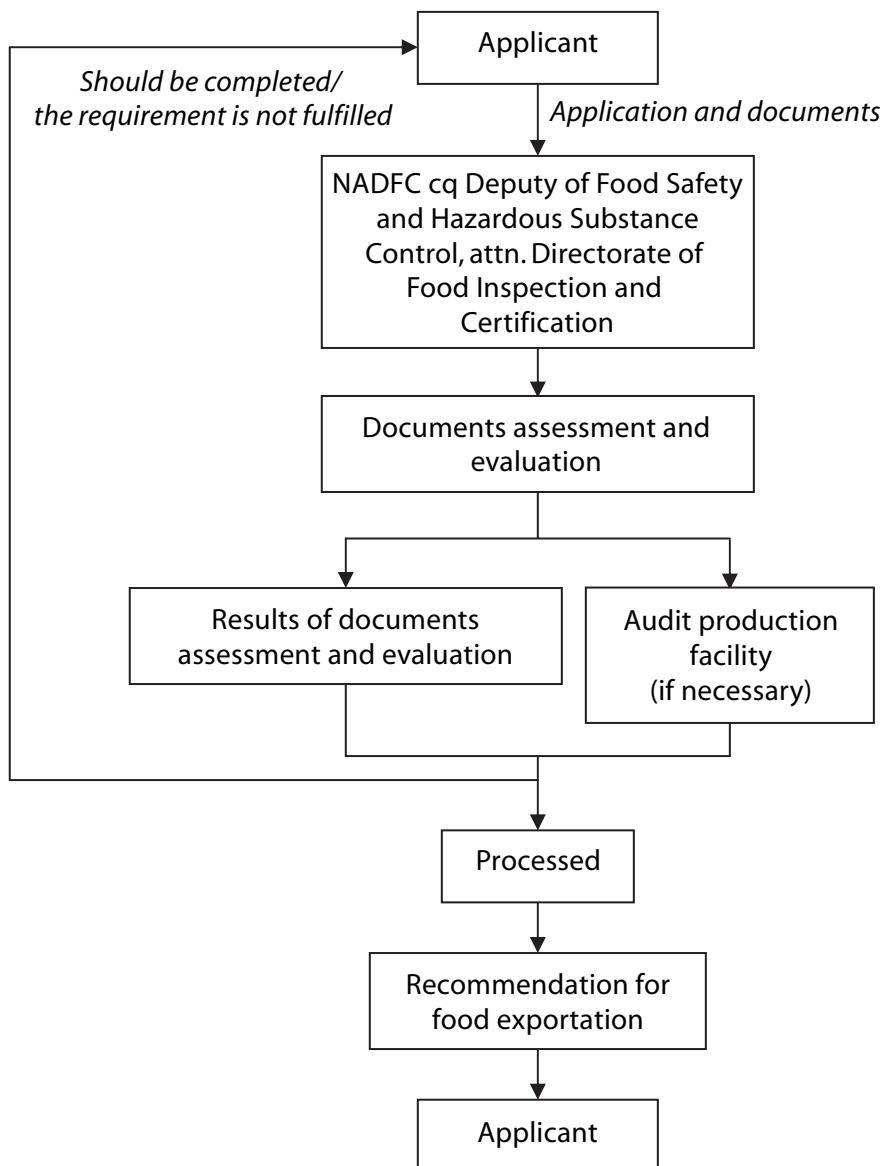 Applicant
Should be completed/
the requirement is not fulfilled
Application and documents
NADFC cq Deputy of Food Safety
and Hazardous Substance
Control, attn. Directorate of
Food Inspection and
Certification
Documents assessment and
evaluation
Results of documents
assessment and evaluation
Audit production
facility
(if necessary)
Processed
Recommendation for
food exportation
Applicant